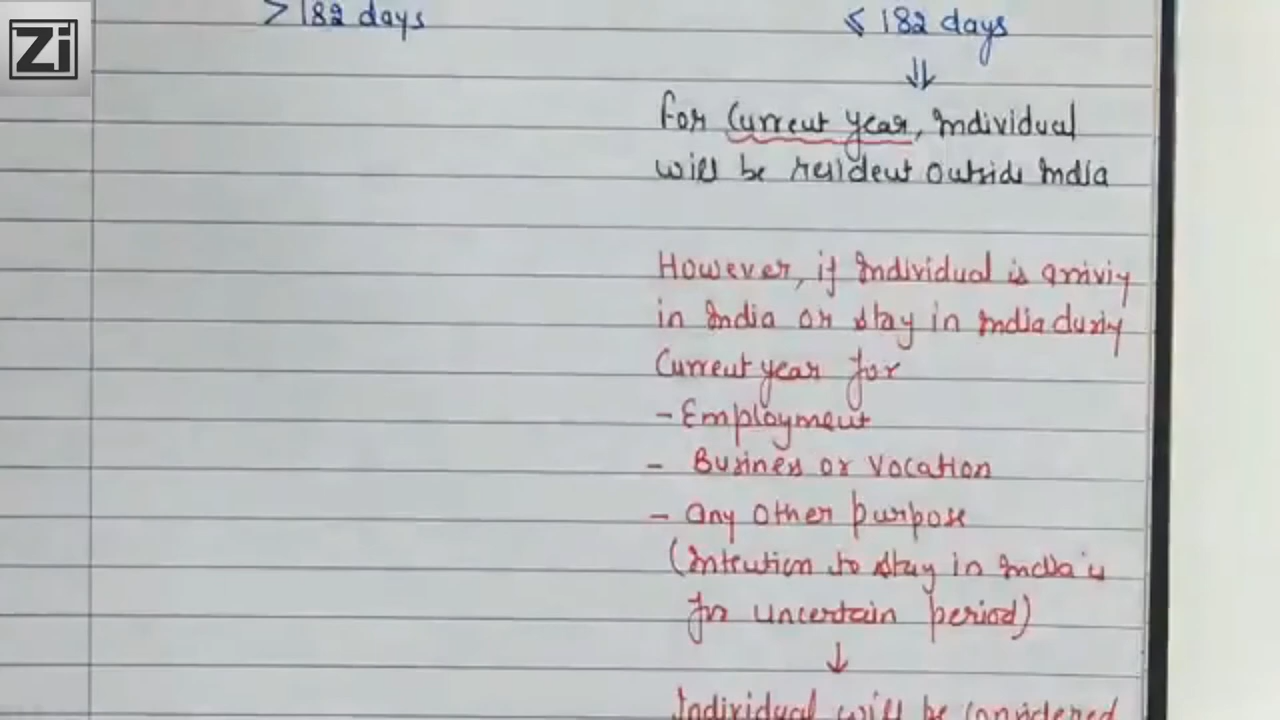 Zi
> 182 days
≤ 182 days
⇓
For Current year, individual
will be resident outside India
However, if individual is arriving
in India or stay in India during
Current year for
- Employment
- Business or Vocation
- any other purpose
(intention to stay in India is
for uncertain period)
↓
Individual will be considered